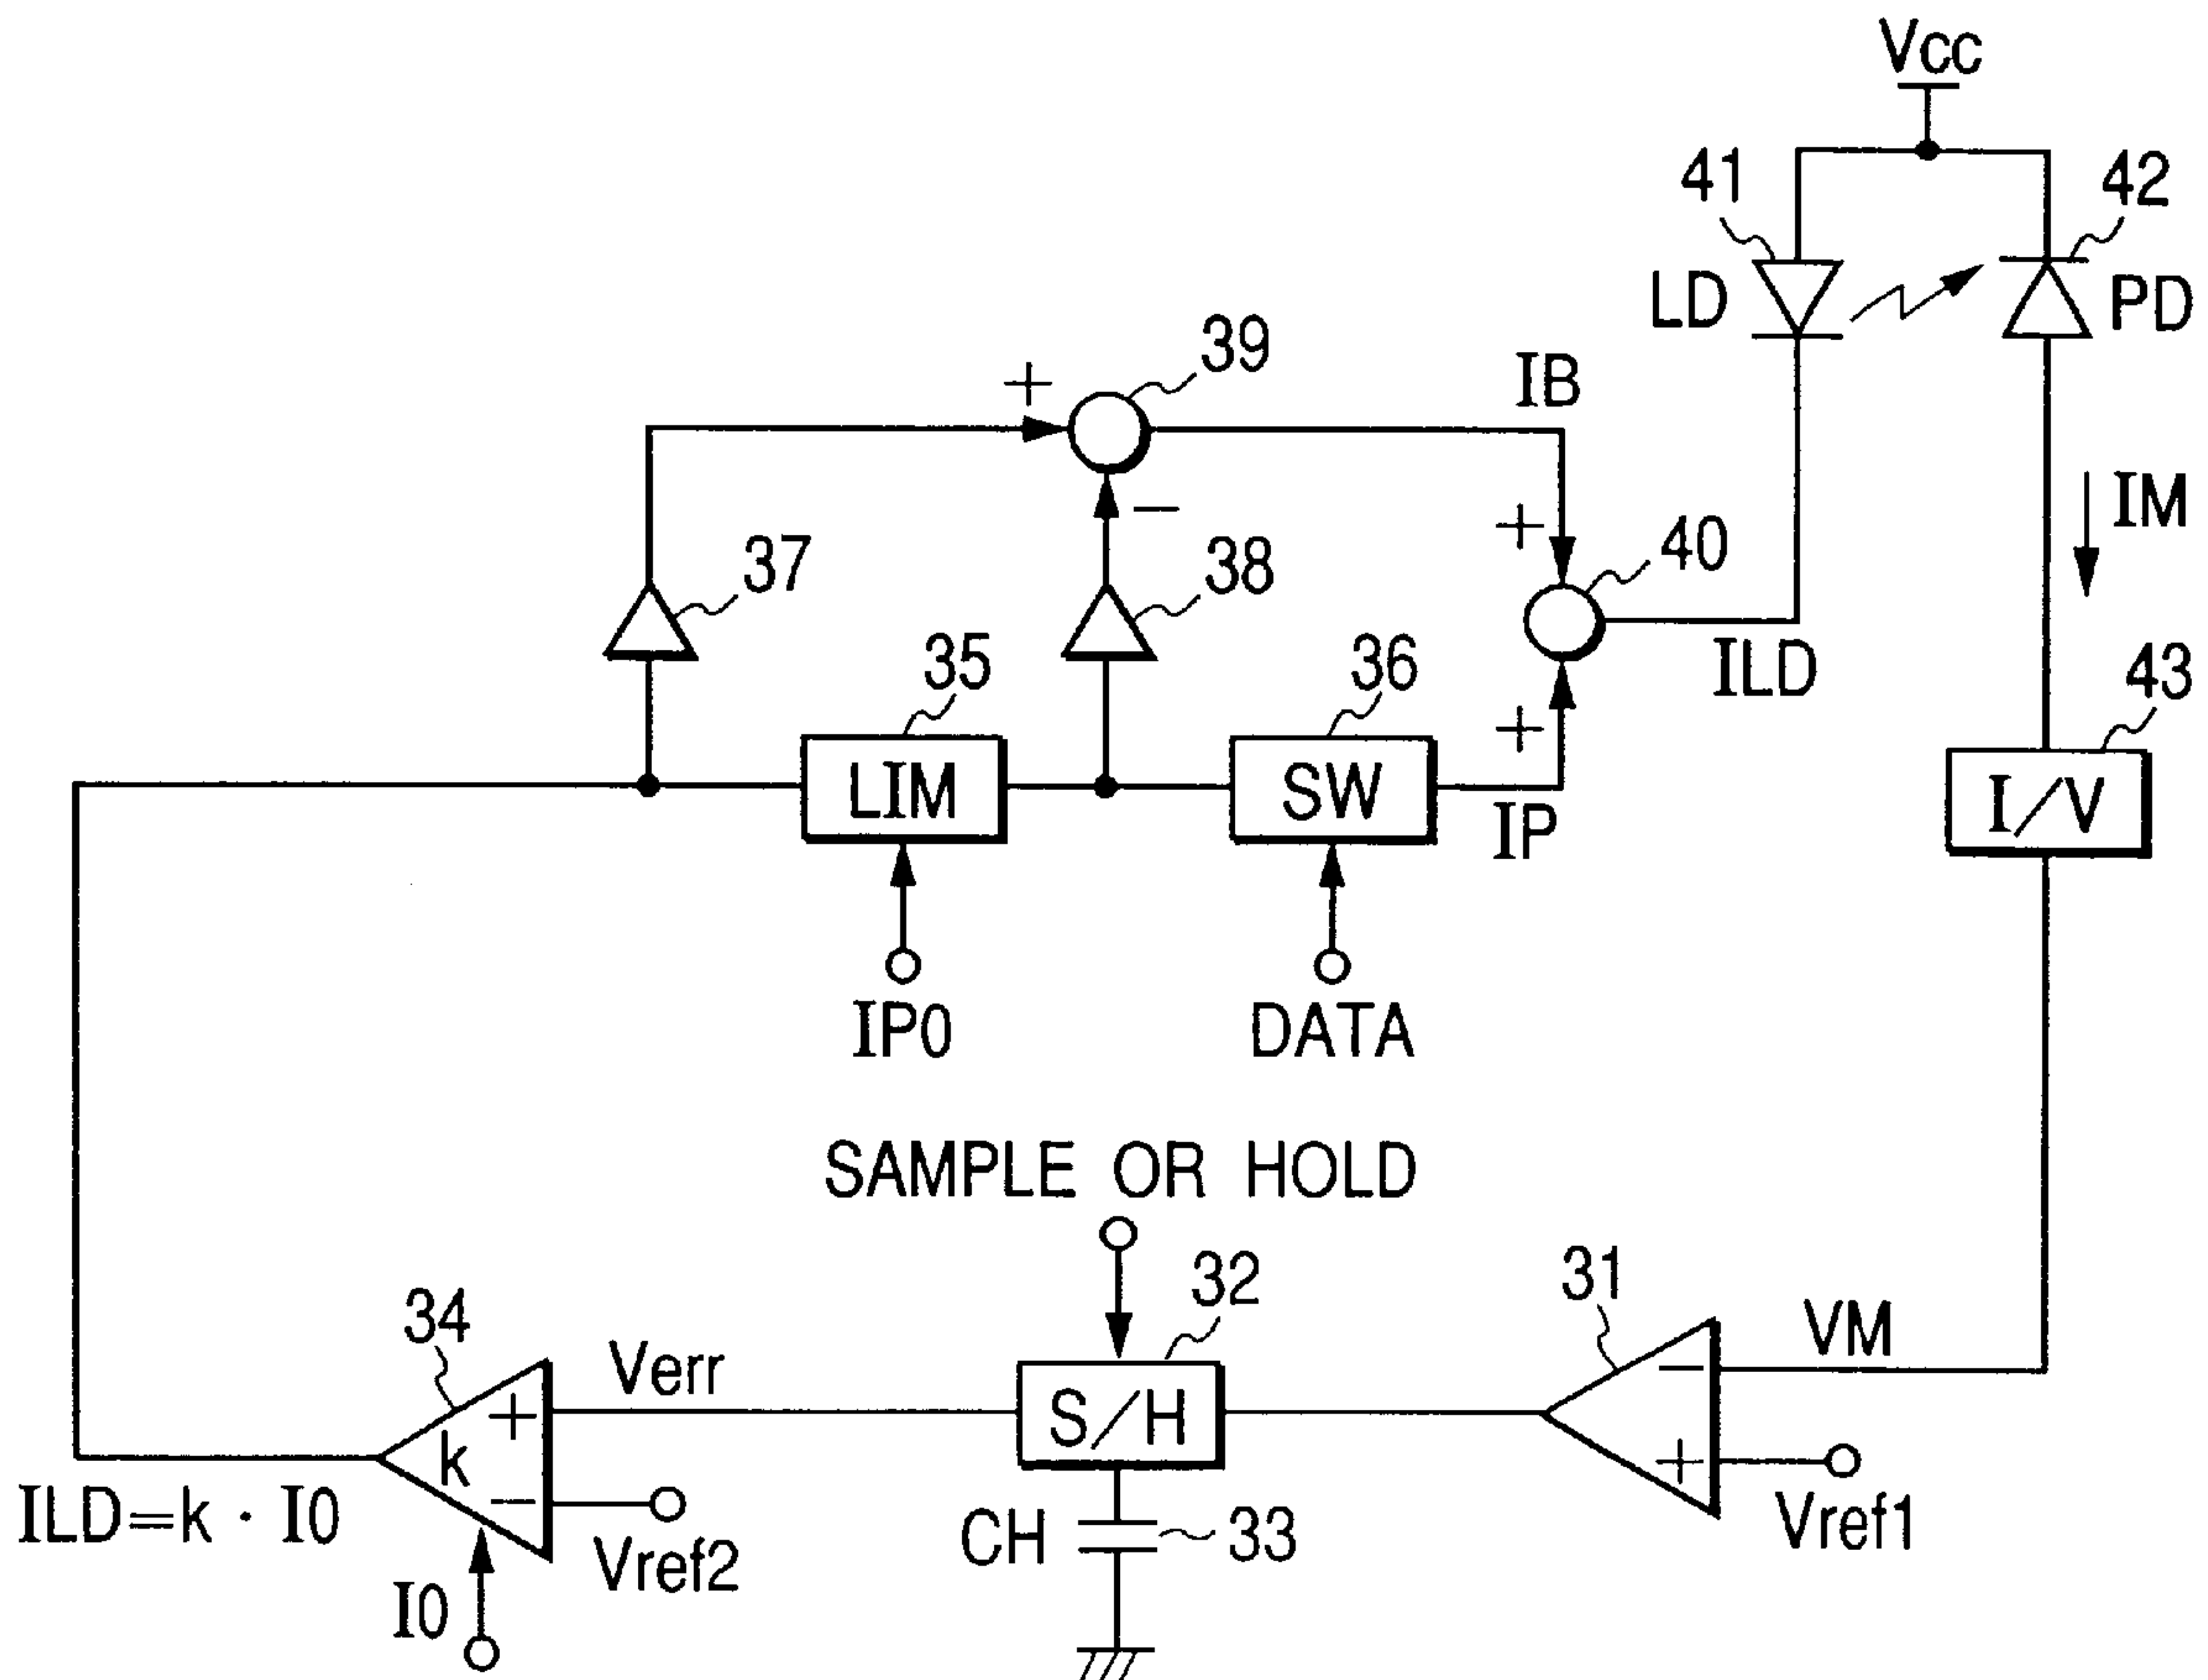 Vcc
41
42
LD
PD
39
+
IB
−
IM
37
38
+
40
35
36
ILD
43
LIM
SW
+
IP
I/V
IP0
DATA
SAMPLE OR HOLD
32
31
34
Verr
VM
−
+
k
S/H
+
−
ILD=k · I0
Vref2
CH
33
Vref1
I0